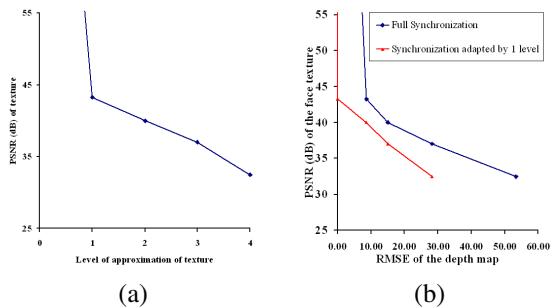 55
45
35
25
PSNR (dB) of texture
0 1 2 3 4
Level of approximation of texture
(a)
55
50
45
40
35
30
25
PSNR (dB) of the face texture
Full Synchronization
Synchronization adapted by 1 level
0.00 10.00 20.00 30.00 40.00 50.00 60.00
RMSE of the depth map
(b)